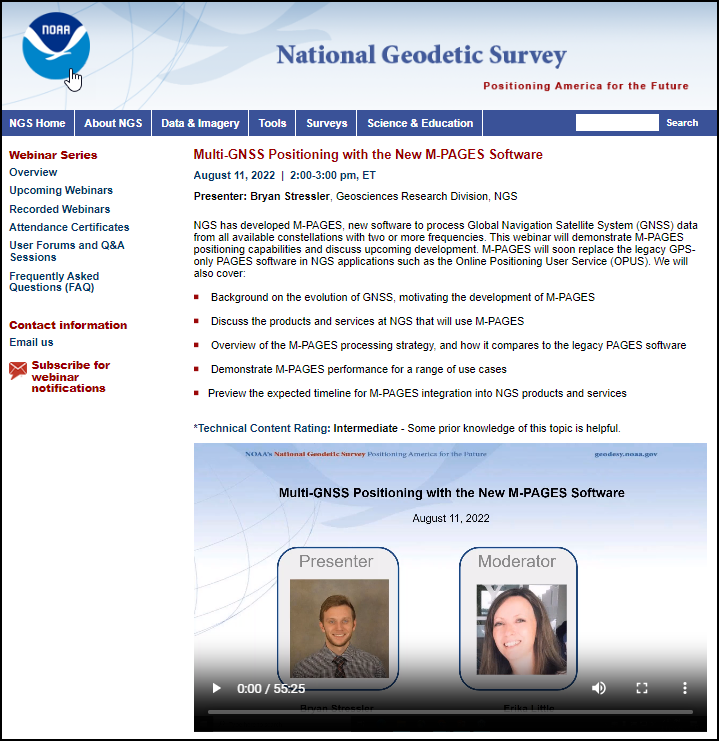 NOAA
National Geodetic Survey
Positioning America for the Future
NGS Home About NGS Data & Imagery Tools Surveys Science & Education Search
Webinar Series
Overview
Upcoming Webinars
Recorded Webinars
Attendance Certificates
User Forums and Q&A
Sessions
Frequently Asked
Questions (FAQ)
Contact information
Email us
Subscribe for
webinar
notifications
Multi-GNSS Positioning with the New M-PAGES Software
August 11, 2022 | 2:00-3:00 pm, ET
Presenter: Bryan Stressler, Geosciences Research Division, NGS
NGS has developed M-PAGES, new software to process Global Navigation Satellite System (GNSS) data
from all available constellations with two or more frequencies. This webinar will demonstrate M-PAGES
positioning capabilities and discuss upcoming development. M-PAGES will soon replace the legacy GPS-
only PAGES software in NGS applications such as the Online Positioning User Service (OPUS). We will
also cover:
Background on the evolution of GNSS, motivating the development of M-PAGES
Discuss the products and services at NGS that will use M-PAGES
Overview of the M-PAGES processing strategy, and how it compares to the legacy PAGES software
Demonstrate M-PAGES performance for a range of use cases
Preview the expected timeline for M-PAGES integration into NGS products and services
*Technical Content Rating: Intermediate - Some prior knowledge of this topic is helpful.
NOAA's National Geodetic Survey Positioning America for the Future geodesy.noaa.gov
Multi-GNSS Positioning with the New M-PAGES Software
August 11, 2022
Presenter Moderator
0:00 / 55:25
Bryan Stressler Erika Little